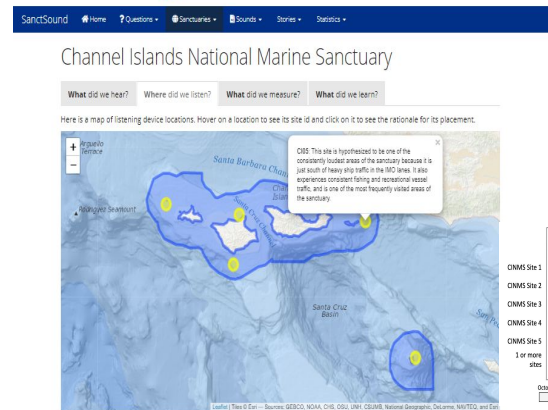 SanctSound Home Questions Sanctuaries Sounds Stories Statistics
Channel Islands National Marine Sanctuary
What did we hear? Where did we listen? What did we measure? What did we learn?
Here is a map of listening device locations. Hover on a location to see its site id and click on it to see the rationale for its placement.
+
−
Arguello
Terrace
Santa Barbara Chan
×
CI05: This site is hypothesized to be one of the
consistently loudest areas of the sanctuary because it is
just south of heavy ship traffic in the IMO lanes. It also
experiences consistent fishing and recreational vessel
traffic, and is one of the most frequently visited areas of
the sanctuary.
Chan
Islan
Rodriguez Seamount
Santa Cruz
Basin
CINMS Site 1
CINMS Site 2
CINMS Site 3
CINMS Site 4
CINMS Site 5
1 or more
sites
Octo
Leaflet | Tiles © Esri — Sources: GEBCO, NOAA, CHS, OSU, UNH, CSUMB, National Geographic, DeLorme, NAVTEQ, and Esri